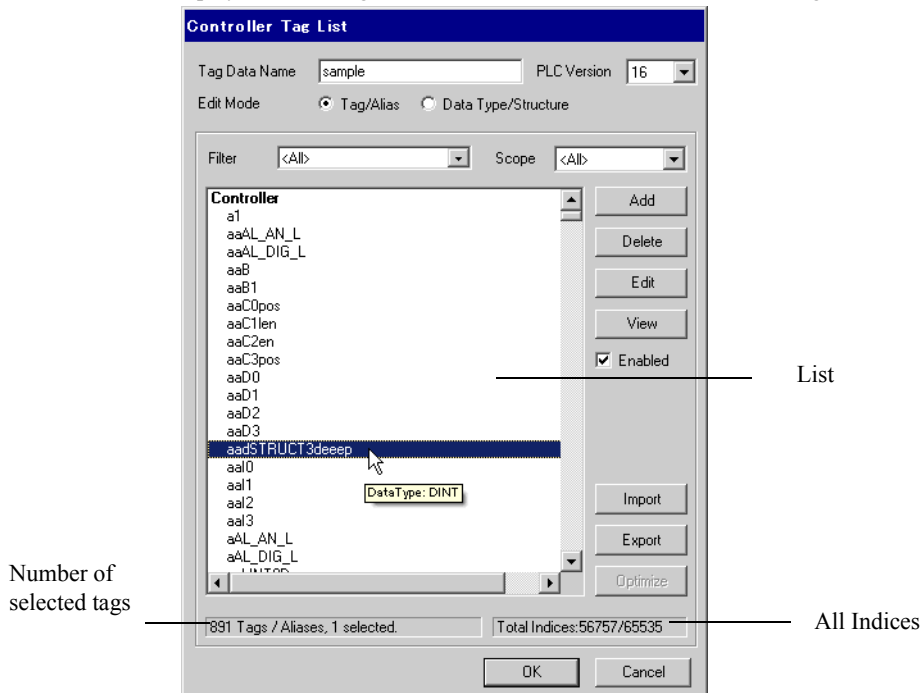 Controller Tag List
Tag Data Name sample PLC Version 16
Edit Mode Tag/Alias Data Type/Structure
Filter <All> Scope <All>
Controller
a1
aaAL_AN_L
aaAL_DIG_L
aaB
aaB1
aaC0pos
aaC1len
aaC2en
aaC3pos
aaD0
aaD1
aaD2
aaD3
aadSTRUCT3deeep
aaI0
aaI1
aaI2
aaI3
aAL_AN_L
aAL_DIG_L
DataType: DINT
Add
Delete
Edit
View
Enabled
Import
Export
Optimize
List
Number of
selected tags
891 Tags / Aliases, 1 selected. Total Indices:56757/65535
All Indices
OK Cancel